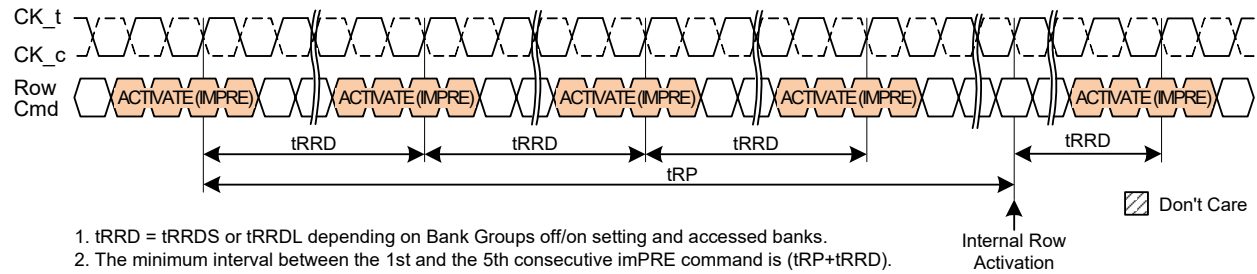 CK_t
CK_c
Row
Cmd
ACTIVATE(IMPRE) ACTIVATE(IMPRE) ACTIVATE(IMPRE) ACTIVATE(IMPRE) ACTIVATE(IMPRE)
tRRD tRRD tRRD tRRD
tRP
Don't Care
1. tRRD = tRRDS or tRRDL depending on Bank Groups off/on setting and accessed banks.
2. The minimum interval between the 1st and the 5th consecutive imPRE command is (tRP+tRRD).
Internal Row
Activation